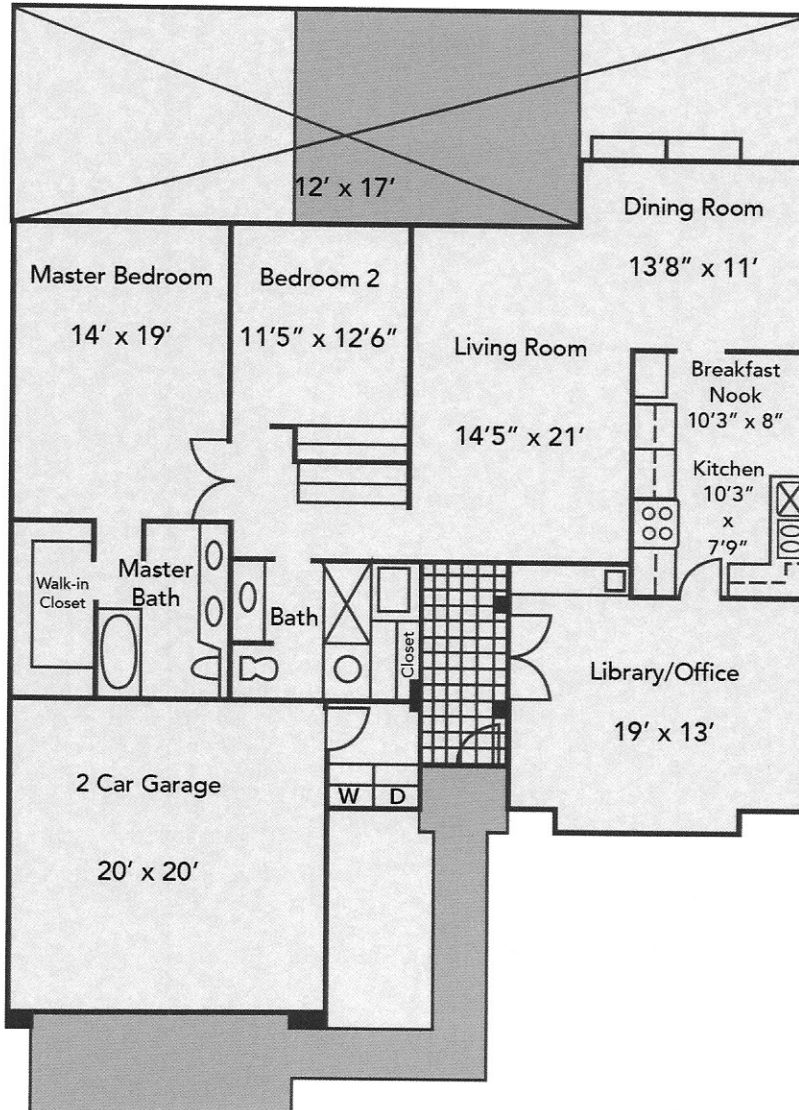 12' x 17'
Dining Room
13'8" x 11'
Master Bedroom
14' x 19'
Bedroom 2
11'5" x 12'6"
Living Room
14'5" x 21'
Breakfast
Nook
10'3" x 8"
Kitchen
10'3"
x
7'9"
Walk-in
Closet
Master
Bath
Bath
Closet
Library/Office
19' x 13'
2 Car Garage
20' x 20'
W
D